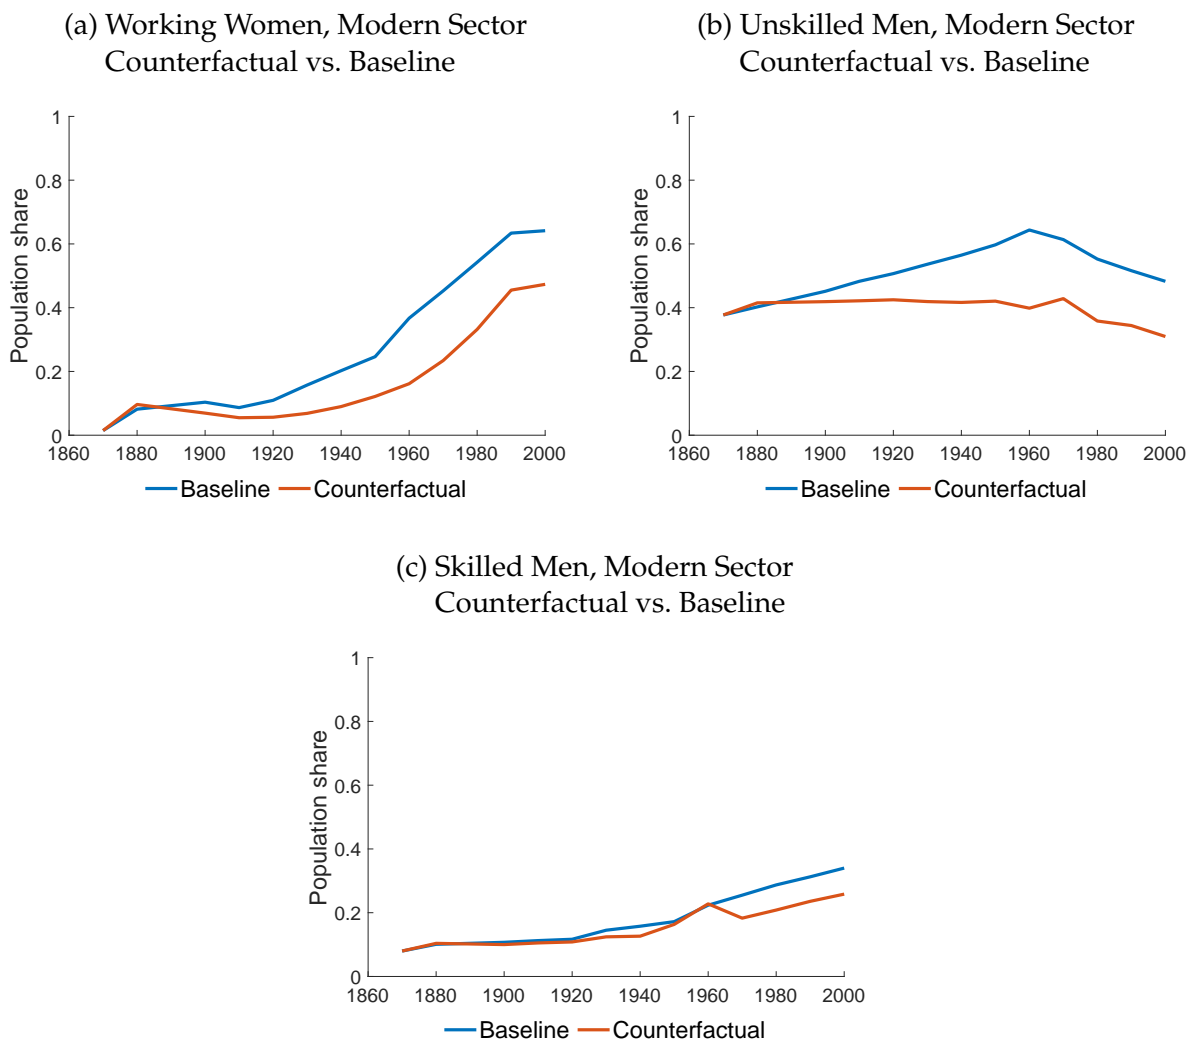 (a) Working Women, Modern Sector
Counterfactual vs. Baseline
1
0.8
0.6
0.4
0.2
0
Population share
1860 1880 1900 1920 1940 1960 1980 2000
Baseline Counterfactual
(b) Unskilled Men, Modern Sector
Counterfactual vs. Baseline
1
0.8
0.6
0.4
0.2
0
Population share
1860 1880 1900 1920 1940 1960 1980 2000
Baseline Counterfactual
(c) Skilled Men, Modern Sector
Counterfactual vs. Baseline
1
0.8
0.6
0.4
0.2
0
Population share
1860 1880 1900 1920 1940 1960 1980 2000
Baseline Counterfactual